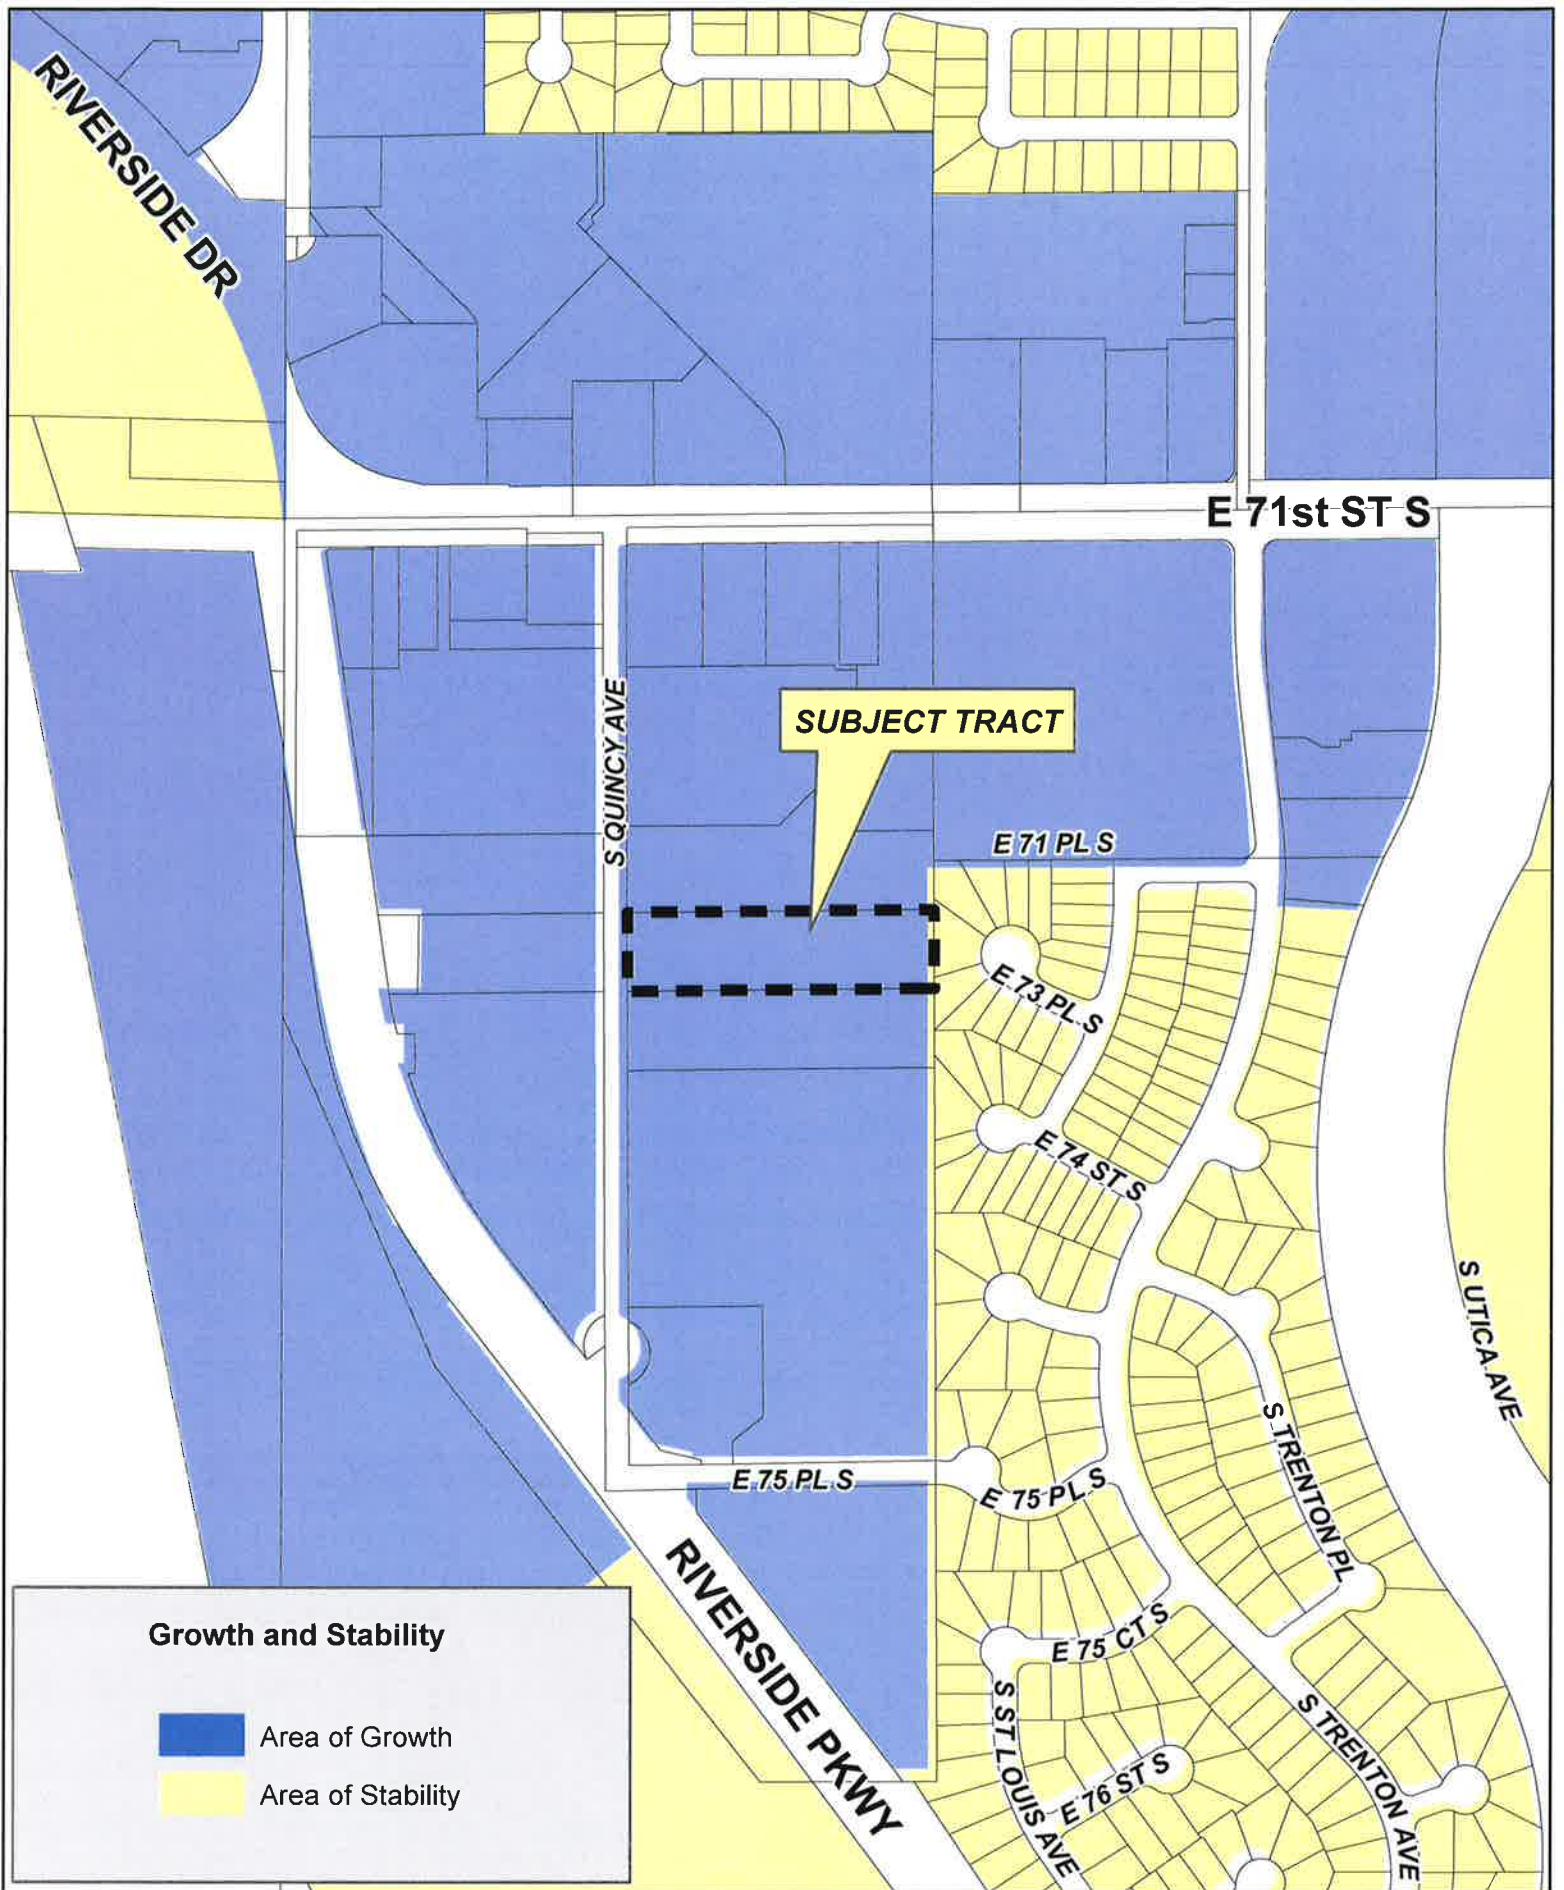 RIVERSIDE DR
E 71st ST S
S QUINCY AVE
SUBJECT TRACT
E 71 PL S
E 73 PL S
E 74 ST S
S UTICA AVE
S TRENTON PL
E 75 PL S
E 75 PL S
RIVERSIDE PKWY
E 75 CT S
S ST LOUIS AVE
E 76 ST S
S TRENTON AVE
Growth and Stability
Area of Growth
Area of Stability